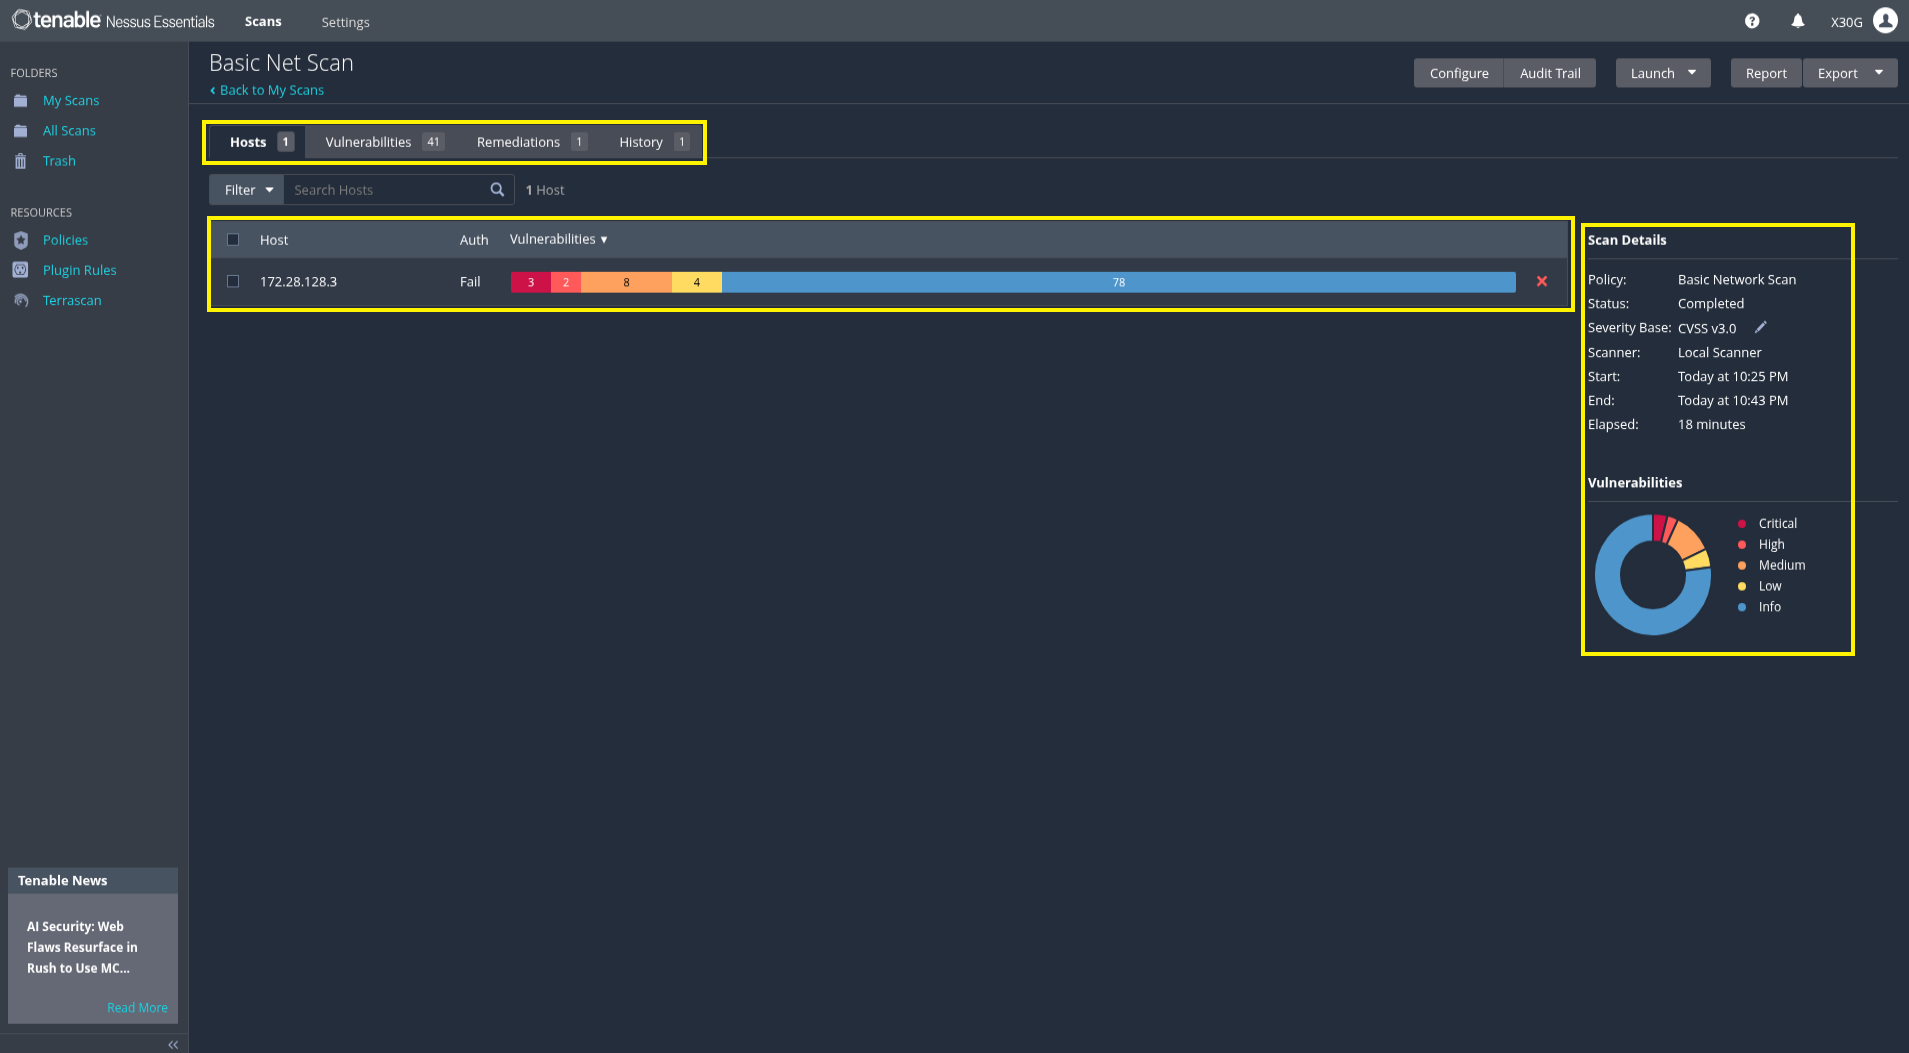 tenable Nessus Essentials
Scans
Settings
X30G
FOLDERS
My Scans
All Scans
Trash
RESOURCES
Policies
Plugin Rules
Terrascan
Tenable News
AI Security: Web
Flaws Resurface in
Rush to Use MC...
Read More
Basic Net Scan
Back to My Scans
Configure
Audit Trail
Launch
Report
Export
Hosts 1
Vulnerabilities 41
Remediations 1
History 1
Filter
Search Hosts
1 Host
Host Auth Vulnerabilities
172.28.128.3 Fail 3 2 8 4 78
Scan Details
Policy: Basic Network Scan
Status: Completed
Severity Base: CVSS v3.0
Scanner: Local Scanner
Start: Today at 10:25 PM
End: Today at 10:43 PM
Elapsed: 18 minutes
Vulnerabilities
Critical
High
Medium
Low
Info